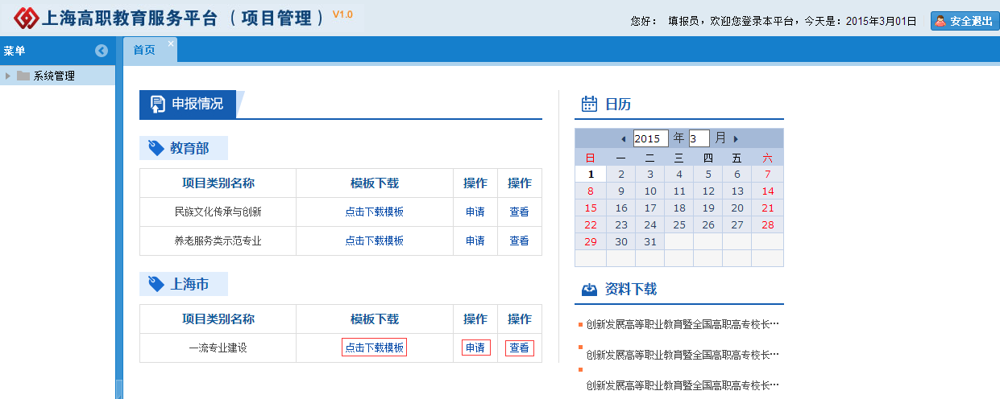 上海高职教育服务平台（项目管理） V1.0
您好： 填报员，欢迎您登录本平台，今天是：2015年3月01日
安全退出
菜单
首页
系统管理
申报情况
教育部
项目类别名称 模板下载 操作 操作
民族文化传承与创新 点击下载模板 申请 查看
养老服务类示范专业 点击下载模板 申请 查看
上海市
项目类别名称 模板下载 操作 操作
一流专业建设 点击下载模板 申请 查看
日历
2015 年 3 月
日 一 二 三 四 五 六
1 2 3 4 5 6 7
8 9 10 11 12 13 14
15 16 17 18 19 20 21
22 23 24 25 26 27 28
29 30 31
资料下载
创新发展高等职业教育暨全国高职高专校长…
创新发展高等职业教育暨全国高职高专校长…
创新发展高等职业教育暨全国高职高专校长…